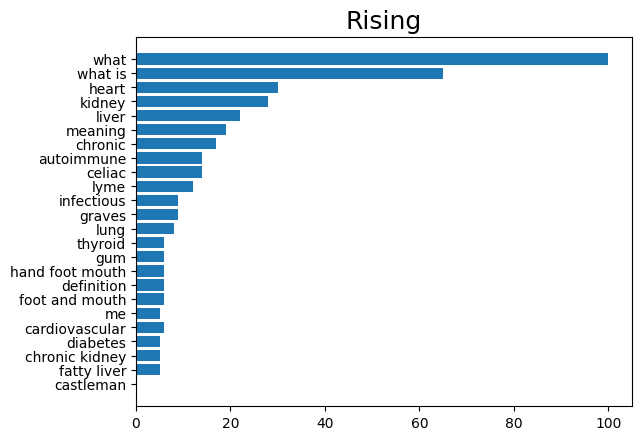 Rising
what
what is
heart
kidney
liver
meaning
chronic
autoimmune
celiac
lyme
infectious
graves
lung
thyroid
gum
hand foot mouth
definition
foot and mouth
me
cardiovascular
diabetes
chronic kidney
fatty liver
castleman
0 20 40 60 80 100